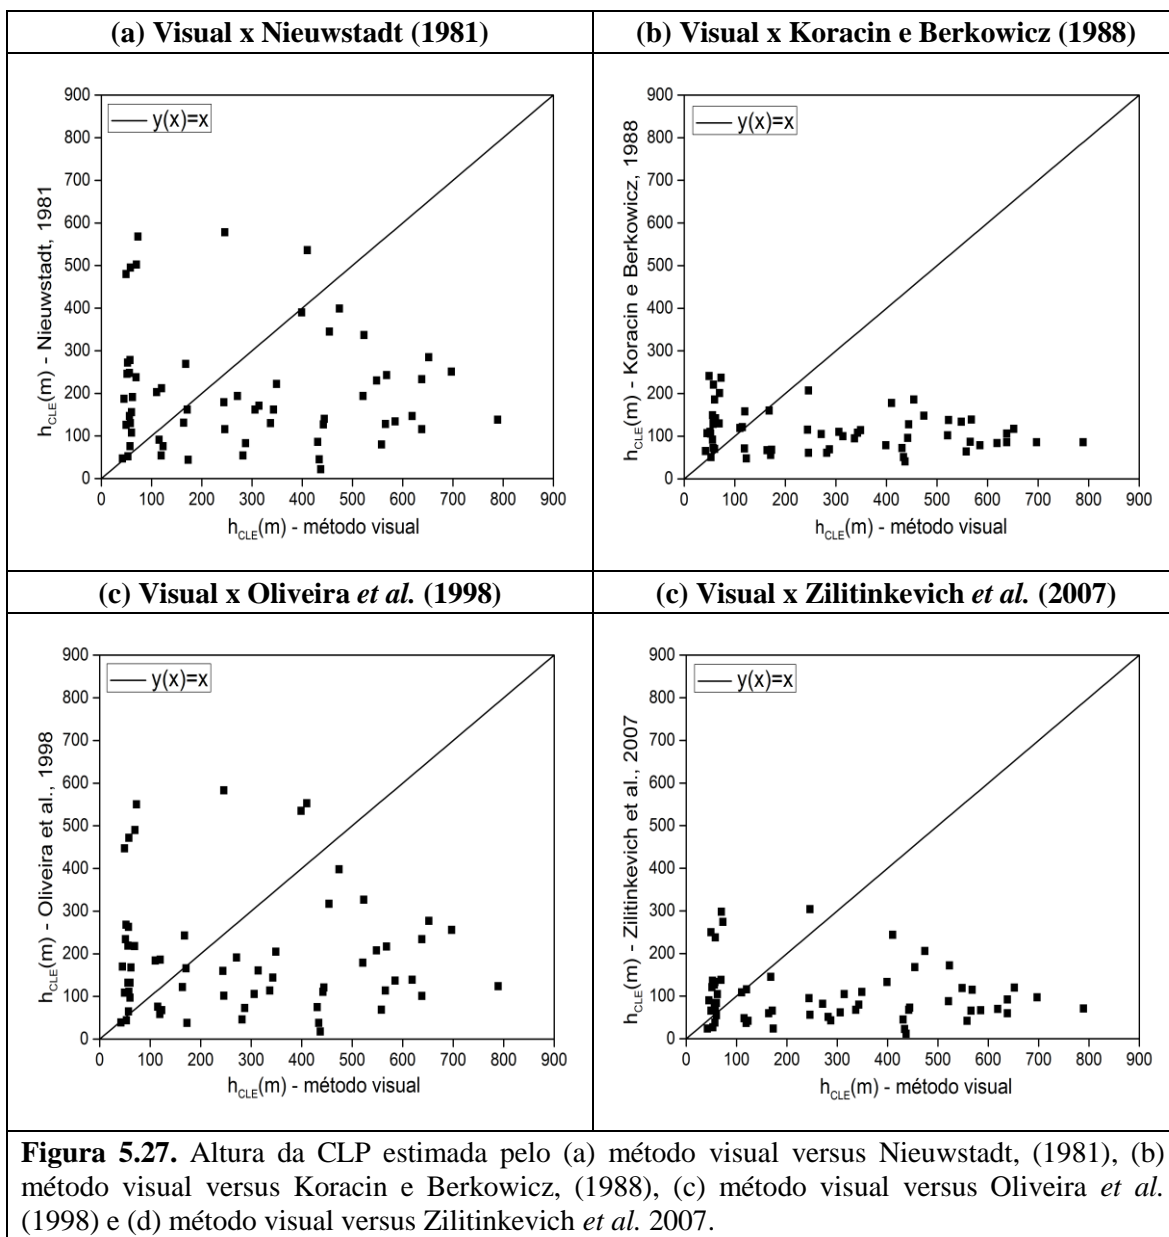 (a) Visual x Nieuwstadt (1981)
900
800
700
600
500
400
300
200
100
0
y(x)=x
h_CLE(m) - Nieuwstadt, 1981
0 100 200 300 400 500 600 700 800 900
h_CLE(m) - método visual
(b) Visual x Koracin e Berkowicz (1988)
900
800
700
600
500
400
300
200
100
0
y(x)=x
h_CLE(m) - Koracin e Berkowicz, 1988
0 100 200 300 400 500 600 700 800 900
h_CLE(m) - método visual
(c) Visual x Oliveira et al. (1998)
900
800
700
600
500
400
300
200
100
0
y(x)=x
h_CLE(m) - Oliveira et al., 1998
0 100 200 300 400 500 600 700 800 900
h_CLE(m) - método visual
(c) Visual x Zilitinkevich et al. (2007)
900
800
700
600
500
400
300
200
100
0
y(x)=x
h_CLE(m) - Zilitinkevich et al., 2007
0 100 200 300 400 500 600 700 800 900
h_CLE(m) - método visual
Figura 5.27. Altura da CLP estimada pelo (a) método visual versus Nieuwstadt, (1981), (b)
método visual versus Koracin e Berkowicz, (1988), (c) método visual versus Oliveira et al.
(1998) e (d) método visual versus Zilitinkevich et al. 2007.